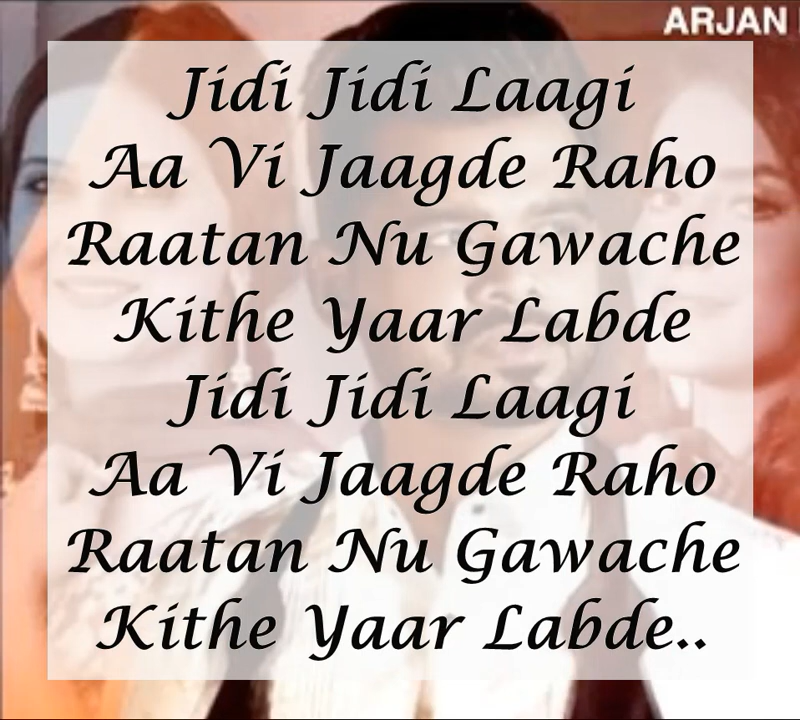 ARJAN
Jidi Jidi Laagi
Aa Vi Jaagde Raho
Raatan Nu Gawache
Kithe Yaar Labde
Jidi Jidi Laagi
Aa Vi Jaagde Raho
Raatan Nu Gawache
Kithe Yaar Labde..